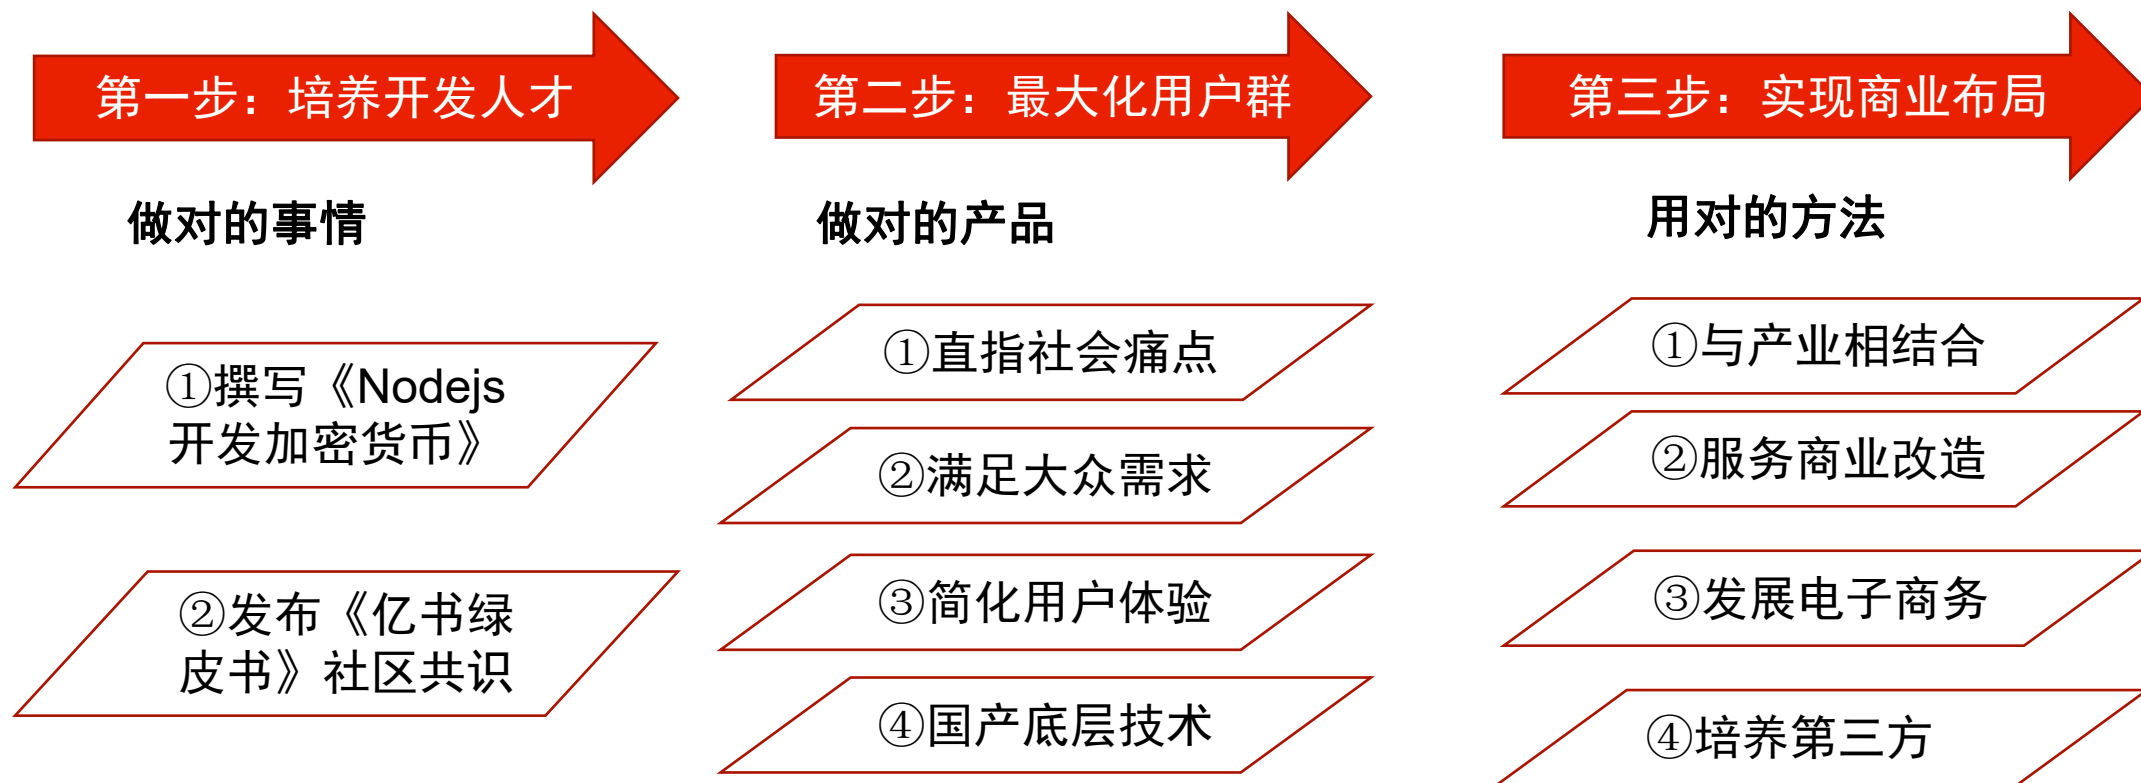 第一步：培养开发人才
做对的事情
①撰写《Nodejs
开发加密货币》
②发布《亿书绿
皮书》社区共识
第二步：最大化用户群
做对的产品
①直指社会痛点
②满足大众需求
③简化用户体验
④国产底层技术
第三步：实现商业布局
用对的方法
①与产业相结合
②服务商业改造
③发展电子商务
④培养第三方